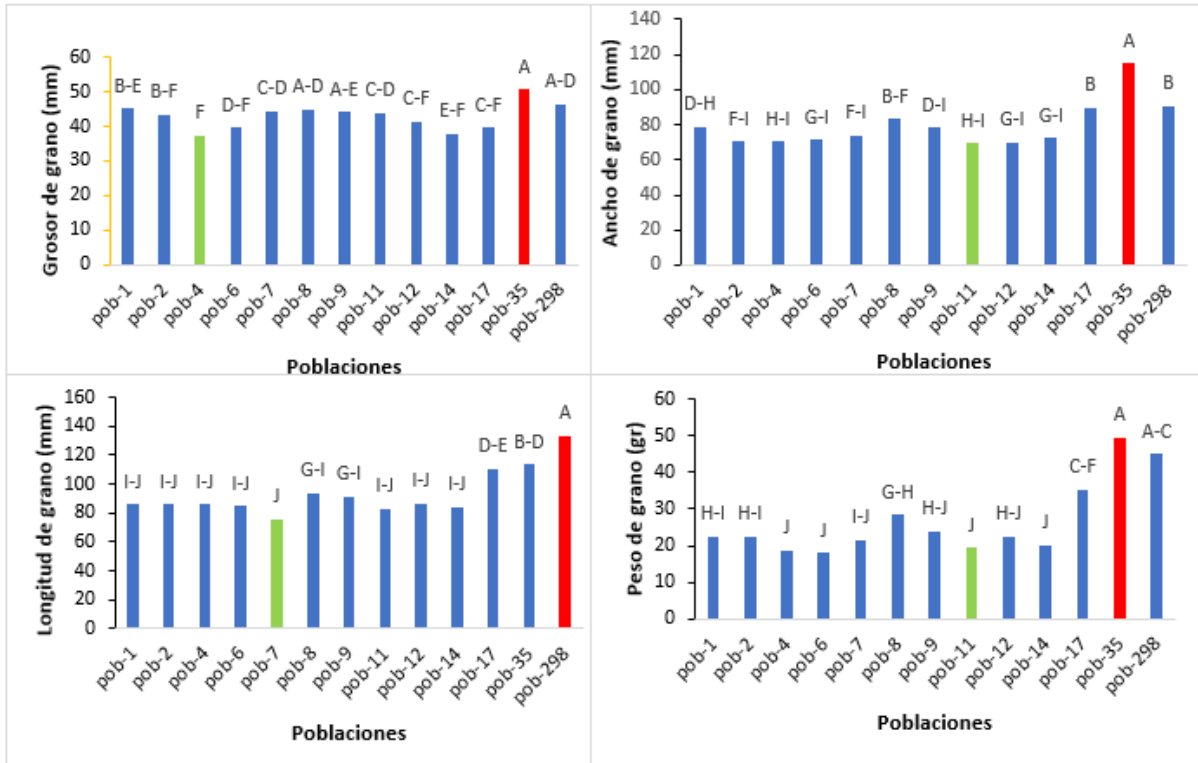 Grosor de grano (mm)
60
50
40
30
20
10
0
B-E
B-F
F
D-F
C-D
A-D
A-E
C-D
C-F
E-F
C-F
A
A-D
pob-1
pob-2
pob-4
pob-6
pob-7
pob-8
pob-9
pob-11
pob-12
pob-14
pob-17
pob-35
pob-298
Poblaciones
Ancho de grano (mm)
140
120
100
80
60
40
20
0
D-H
F-I
H-I
G-I
F-I
B-F
D-I
H-I
G-I
G-I
B
A
B
pob-1
pob-2
pob-4
pob-6
pob-7
pob-8
pob-9
pob-11
pob-12
pob-14
pob-17
pob-35
pob-298
Poblaciones
Longitud de grano (mm)
160
140
120
100
80
60
40
20
0
I-J
I-J
I-J
I-J
J
G-I
G-I
I-J
I-J
I-J
D-E
B-D
A
pob-1
pob-2
pob-4
pob-6
pob-7
pob-8
pob-9
pob-11
pob-12
pob-14
pob-17
pob-35
pob-298
Poblaciones
Peso de grano (gr)
60
50
40
30
20
10
0
H-I
H-I
J
J
I-J
G-H
H-J
J
H-J
J
C-F
A
A-C
pob-1
pob-2
pob-4
pob-6
pob-7
pob-8
pob-9
pob-11
pob-12
pob-14
pob-17
pob-35
pob-298
Poblaciones